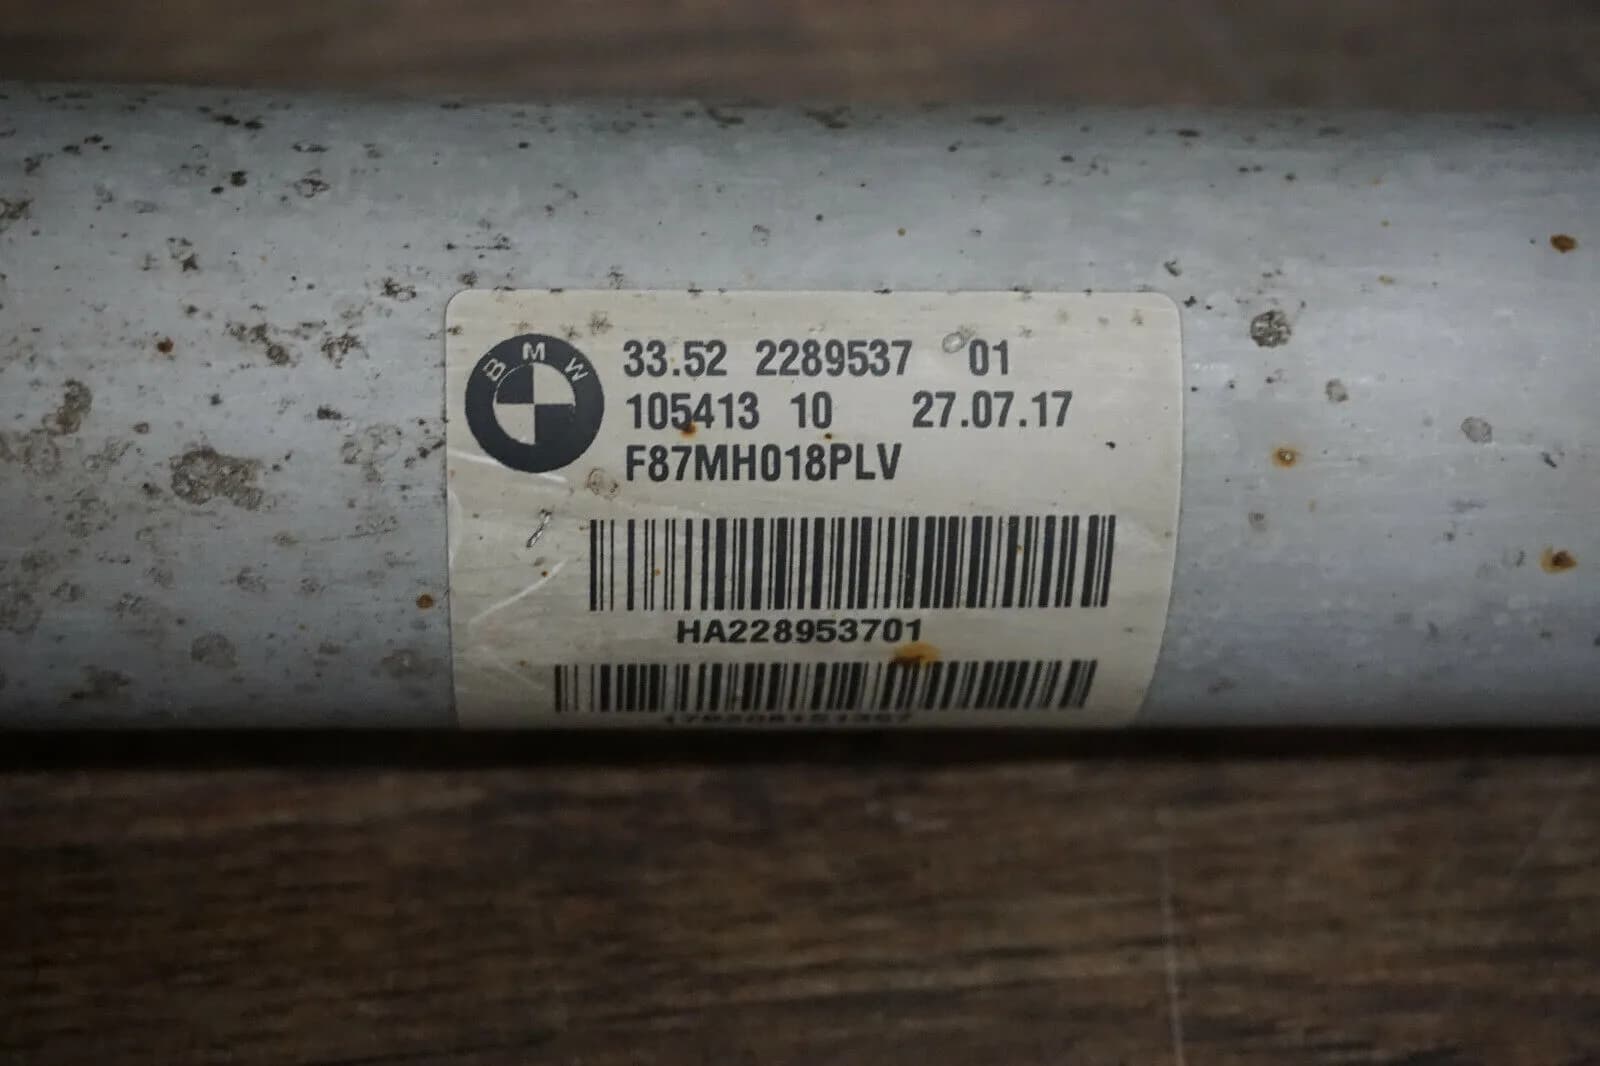 BMW
33.52 2289537 01
105413 10 27.07.17
F87MH018PLV
HA228953701